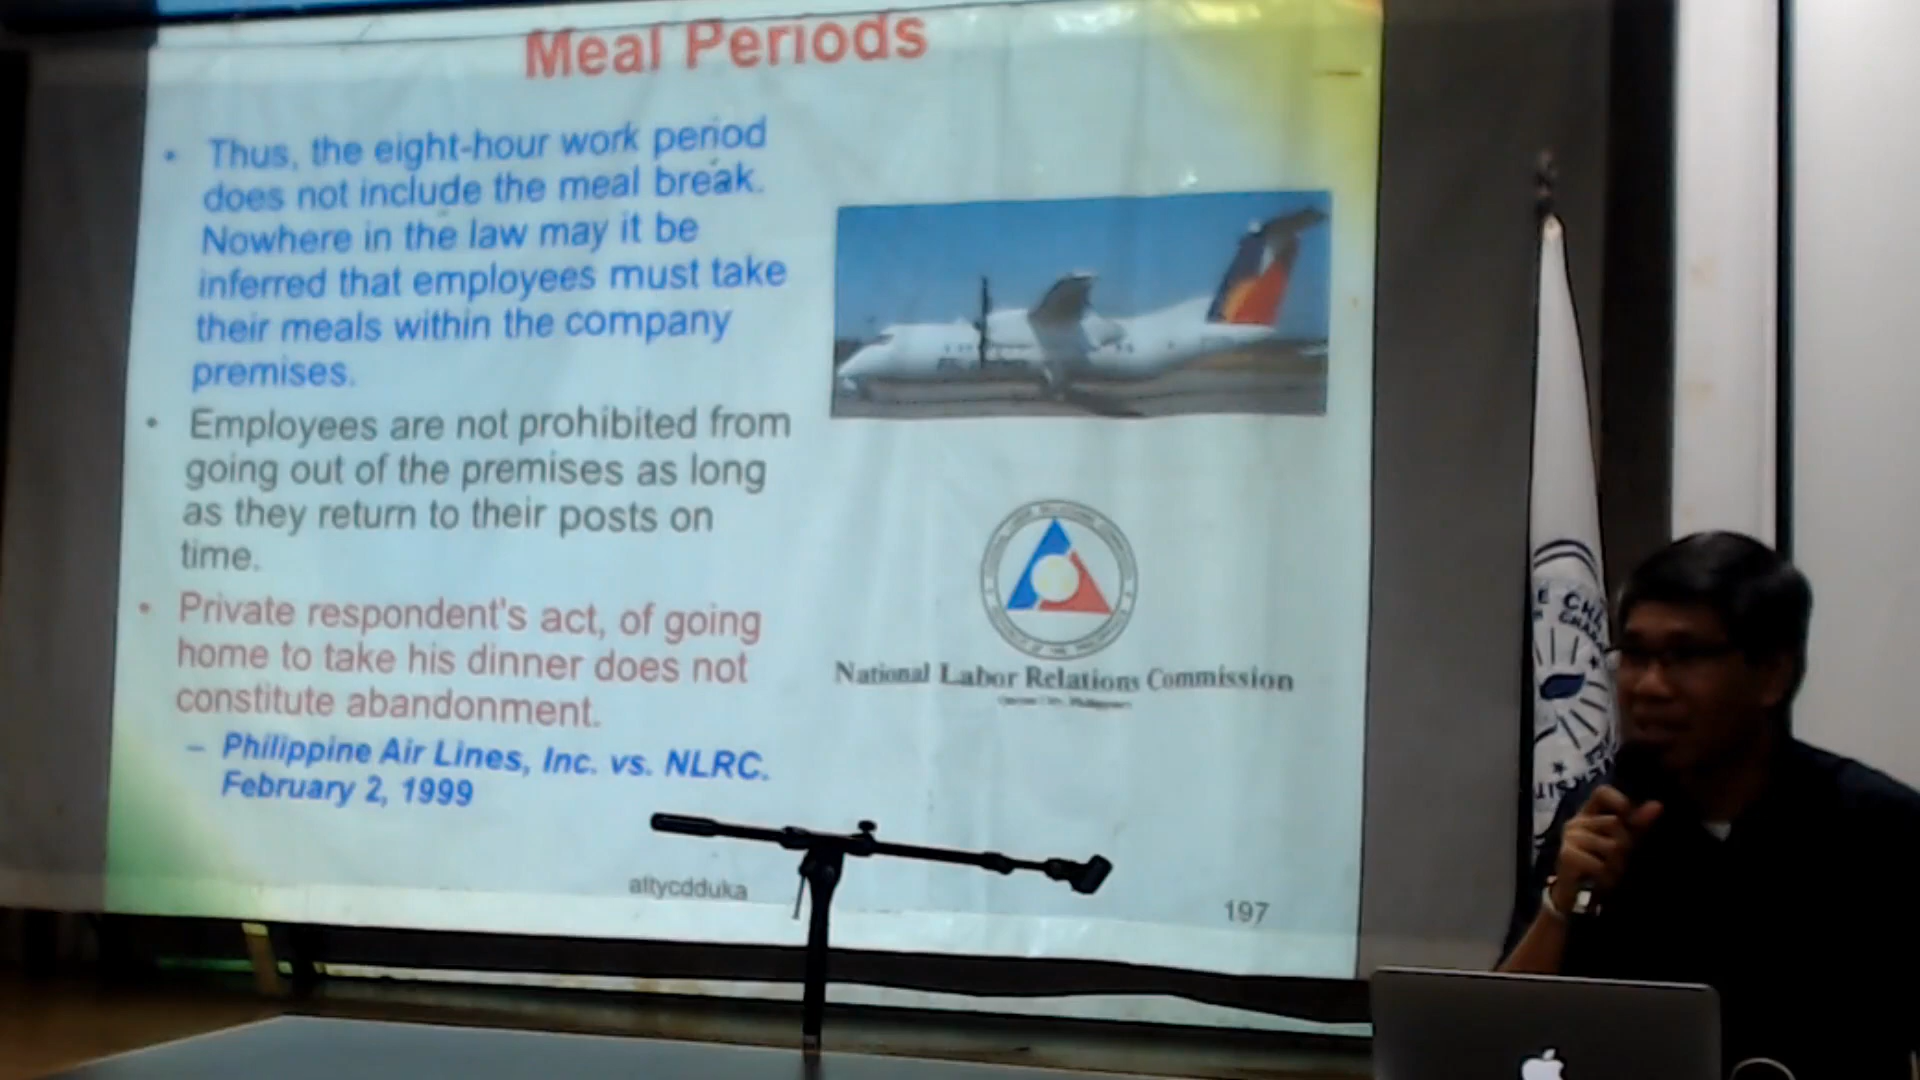 Meal Periods
• Thus, the eight-hour work period
does not include the meal break.
Nowhere in the law may it be
inferred that employees must take
their meals within the company
premises.
• Employees are not prohibited from
going out of the premises as long
as they return to their posts on
time.
• Private respondent's act, of going
home to take his dinner does not
constitute abandonment.
– Philippine Air Lines, Inc. vs. NLRC.
February 2, 1999
National Labor Relations Commission
attycdduka
197